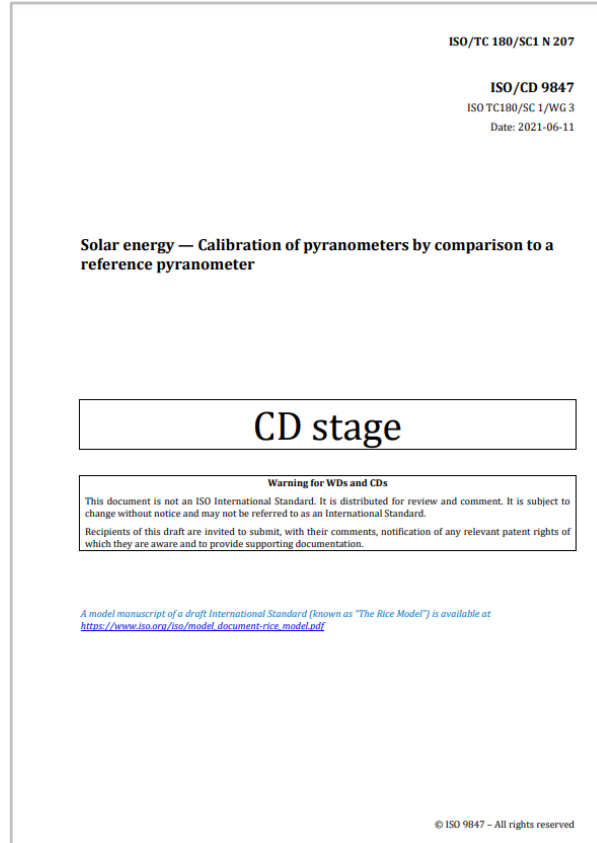 ISO/TC 180/SC1 N 207
ISO/CD 9847
ISO TC180/SC 1/WG 3
Date: 2021-06-11
Solar energy — Calibration of pyranometers by comparison to a
reference pyranometer
CD stage
Warning for WDs and CDs
This document is not an ISO International Standard. It is distributed for review and comment. It is subject to
change without notice and may not be referred to as an International Standard.
Recipients of this draft are invited to submit, with their comments, notification of any relevant patent rights of
which they are aware and to provide supporting documentation.
A model manuscript of a draft International Standard (known as "The Rice Model") is available at
https://www.iso.org/iso/model_document-rice_model.pdf
© ISO 9847 – All rights reserved